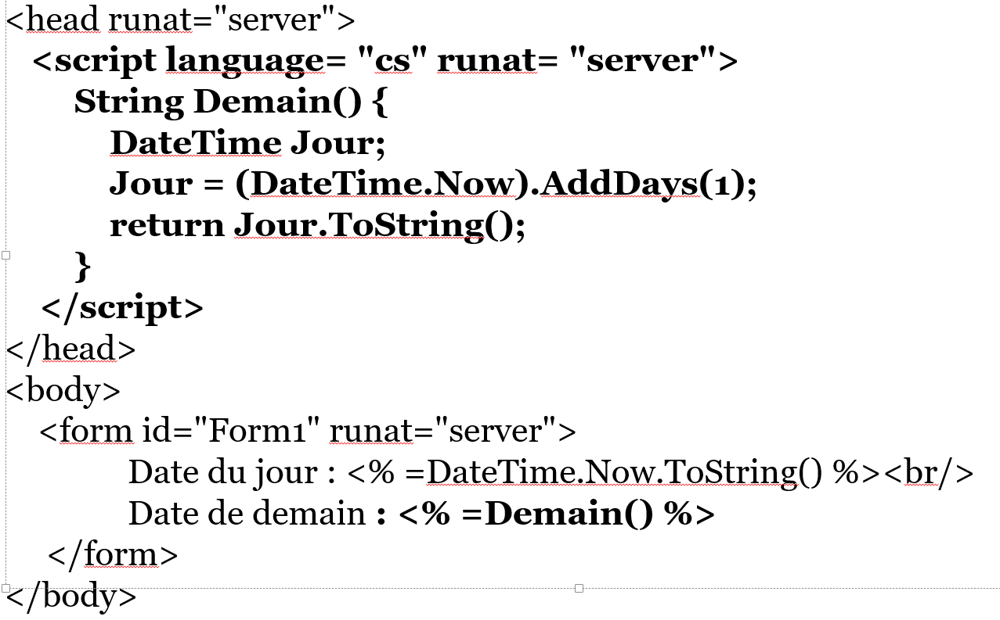 <head runat="server">
<script language= "cs" runat= "server">
String Demain() {
DateTime Jour;
Jour = (DateTime.Now).AddDays(1);
return Jour.ToString();
}
</script>
</head>
<body>
<form id="Form1" runat="server">
Date du jour : <% =DateTime.Now.ToString() %><br/>
Date de demain : <% =Demain() %>
</form>
</body>